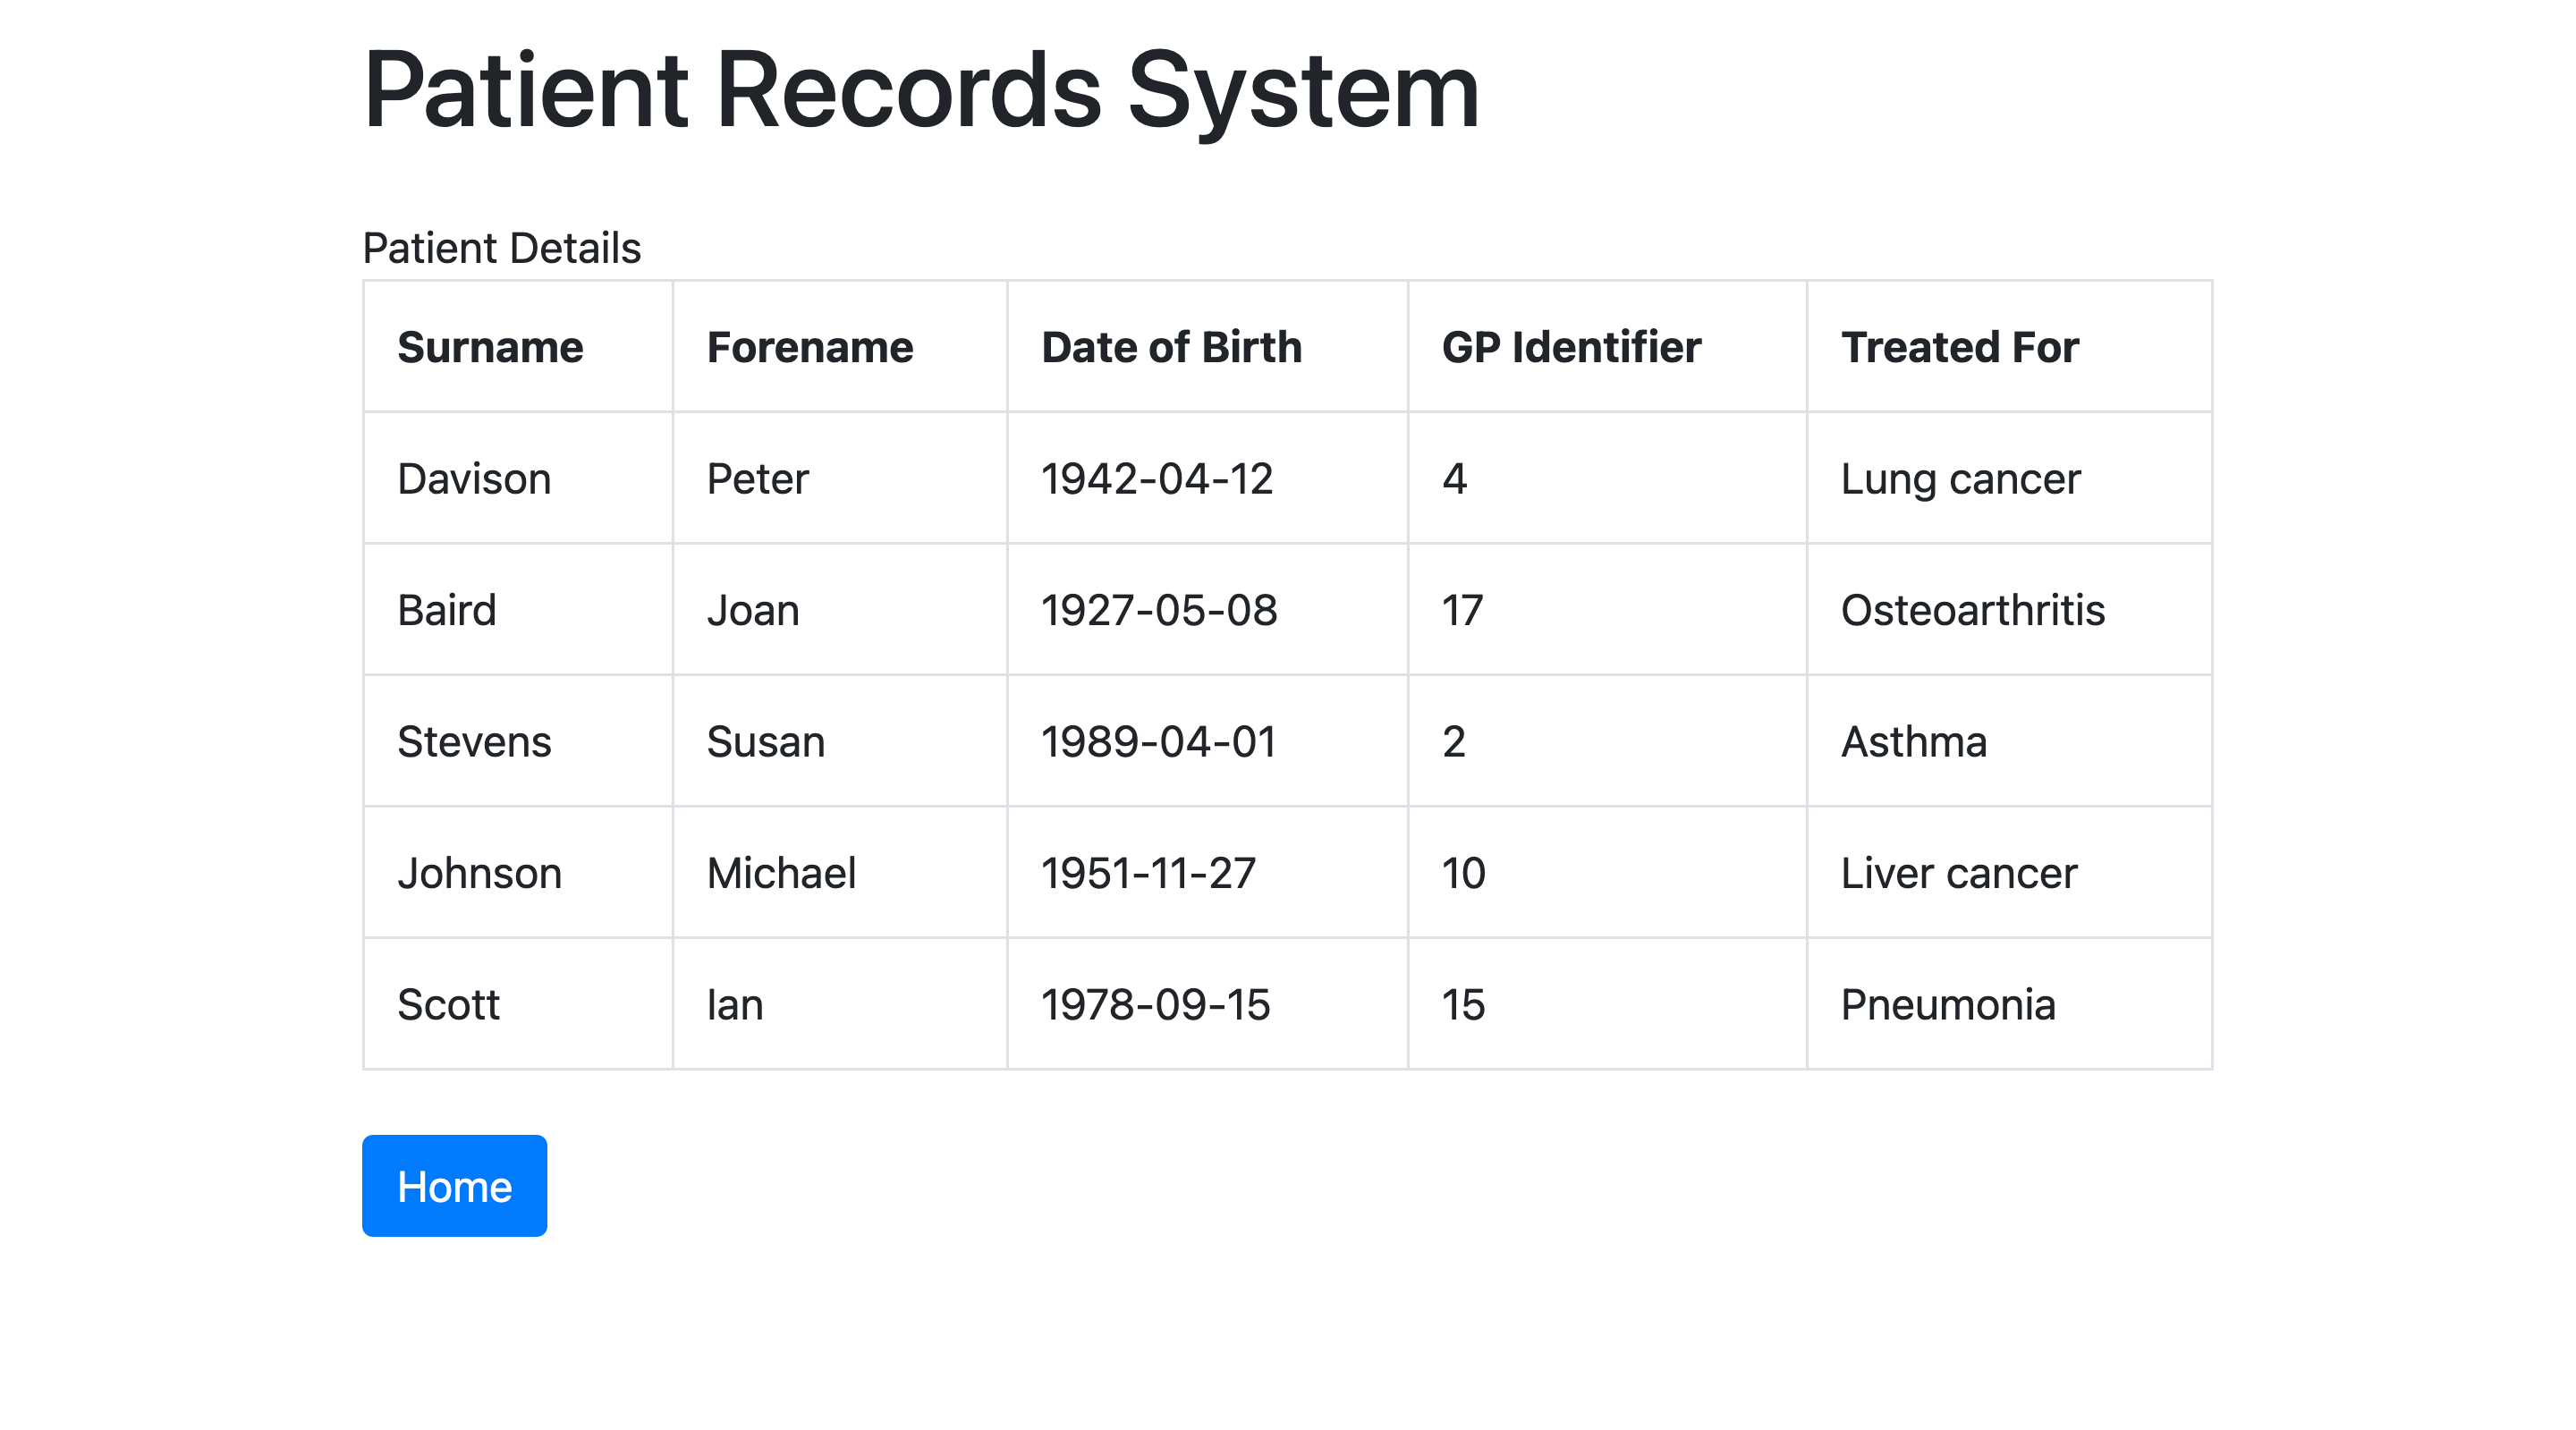 Patient Records System
Patient Details
Surname Forename Date of Birth GP Identifier Treated For
Davison Peter 1942-04-12 4 Lung cancer
Baird Joan 1927-05-08 17 Osteoarthritis
Stevens Susan 1989-04-01 2 Asthma
Johnson Michael 1951-11-27 10 Liver cancer
Scott Ian 1978-09-15 15 Pneumonia
Home